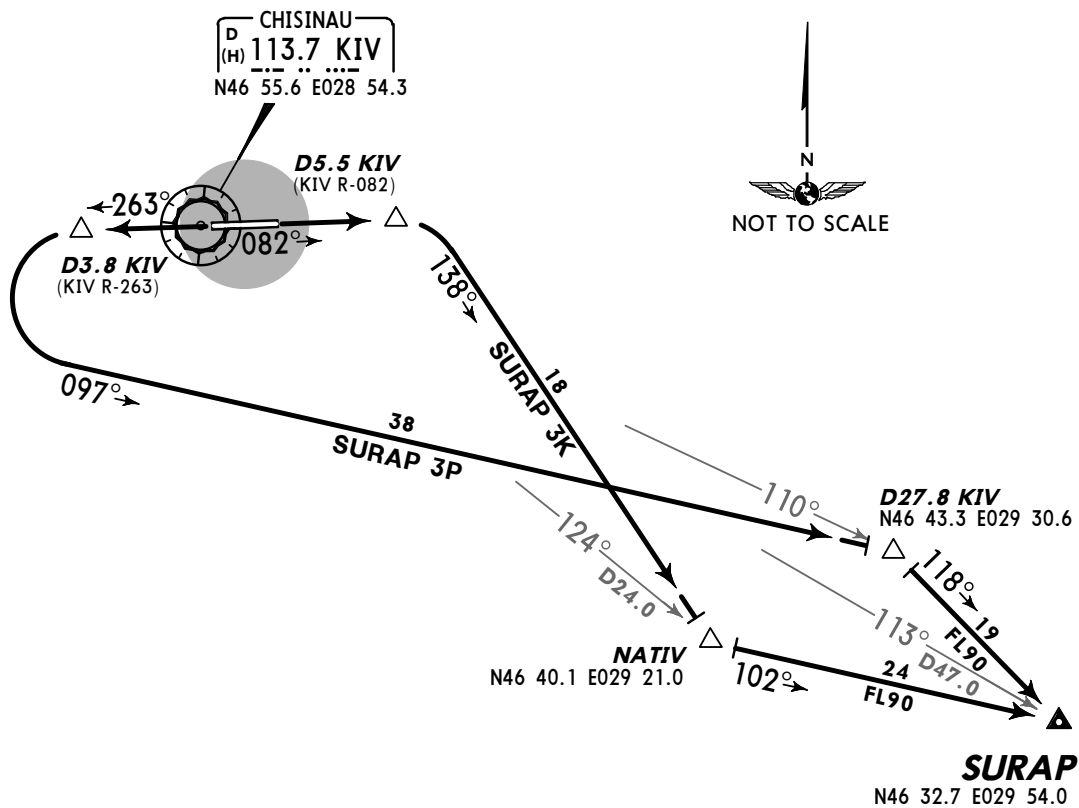 CHISINAU
D
(H) 113.7 KIV
N46 55.6 E028 54.3
D5.5 KIV
(KIV R-082)
N
NOT TO SCALE
263°
082°
D3.8 KIV
(KIV R-263)
138°
18
SURAP 3K
097°
38
SURAP 3P
110°
D27.8 KIV
N46 43.3 E029 30.6
124°
D24.0
118°
19
FL90
113°
D47.0
NATIV
N46 40.1 E029 21.0
102°
24
FL90
SURAP
N46 32.7 E029 54.0